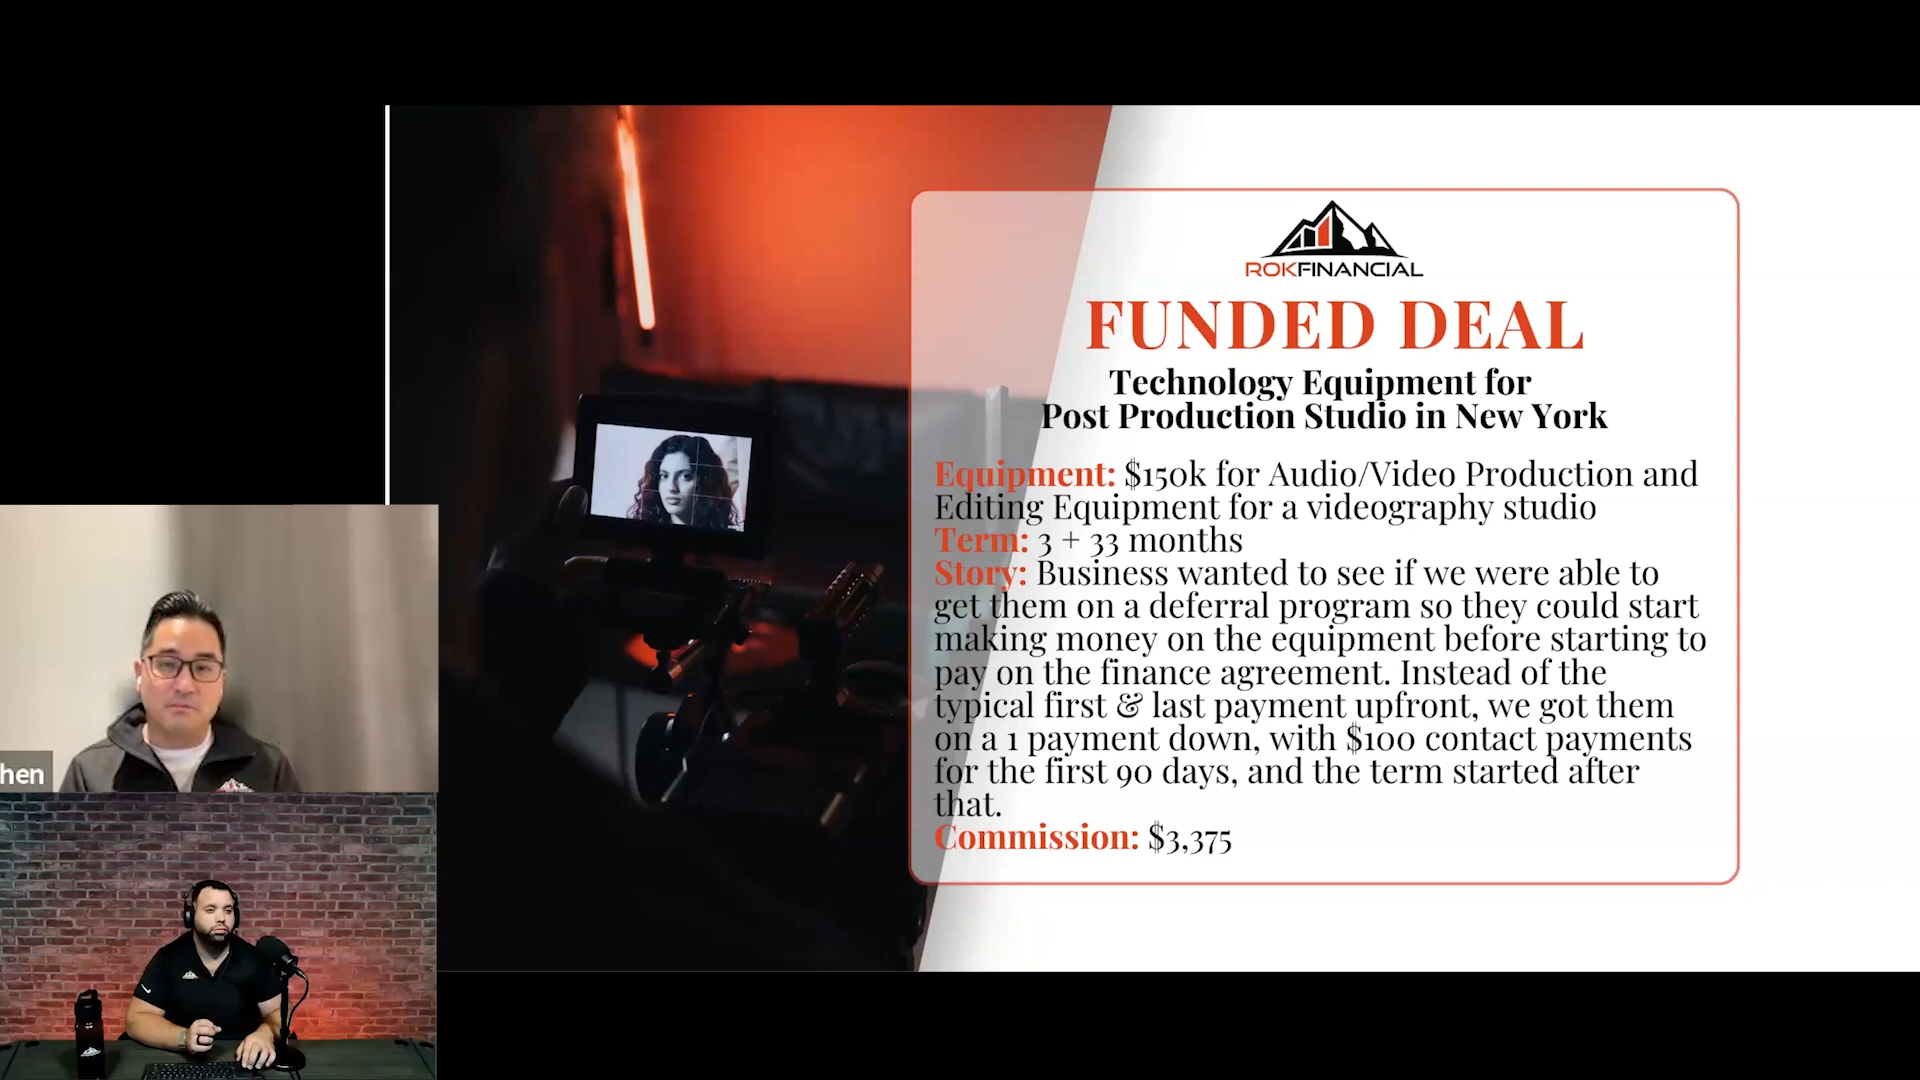 ROKFINANCIAL
FUNDED DEAL
Technology Equipment for
Post Production Studio in New York
Equipment: $150k for Audio/Video Production and
Editing Equipment for a videography studio
Term: 3 + 33 months
Story: Business wanted to see if we were able to
get them on a deferral program so they could start
making money on the equipment before starting to
pay on the finance agreement. Instead of the
typical first & last payment upfront, we got them
on a 1 payment down, with $100 contact payments
for the first 90 days, and the term started after
that.
Commission: $3,375
hen